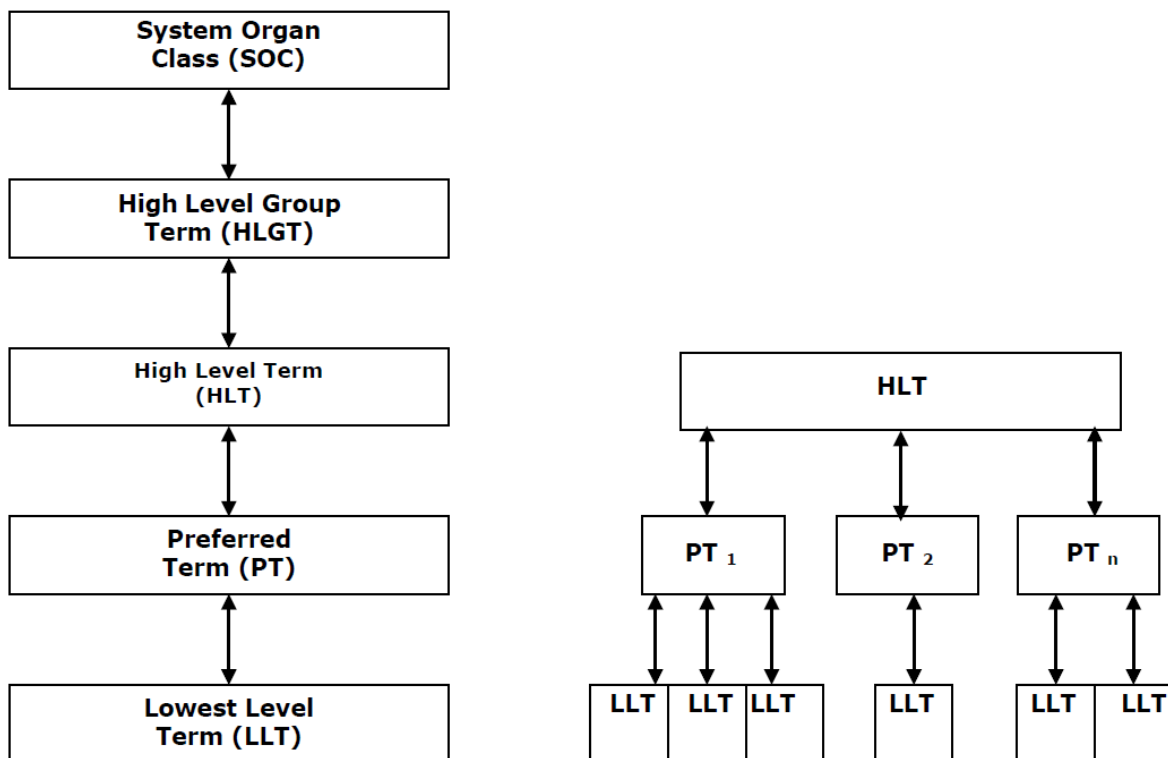 System Organ
Class (SOC)
High Level Group
Term (HLGT)
High Level Term
(HLT)
Preferred
Term (PT)
Lowest Level
Term (LLT)
HLT
PT 1
PT 2
PT n
LLT
LLT
LLT
LLT
LLT
LLT